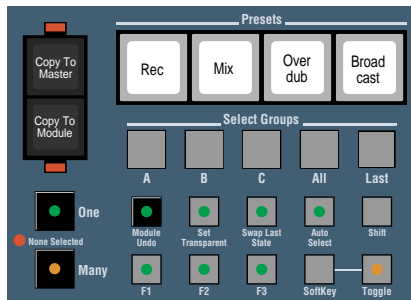 Presets
Copy To
Master
Rec
Mix
Over
dub
Broad
cast
Copy To
Module
Select Groups
A
B
C
All
Last
One
Module
Undo
Set
Transparent
Swap Last
State
Auto
Select
Shift
None Selected
Many
F1
F2
F3
SoftKey
Toggle